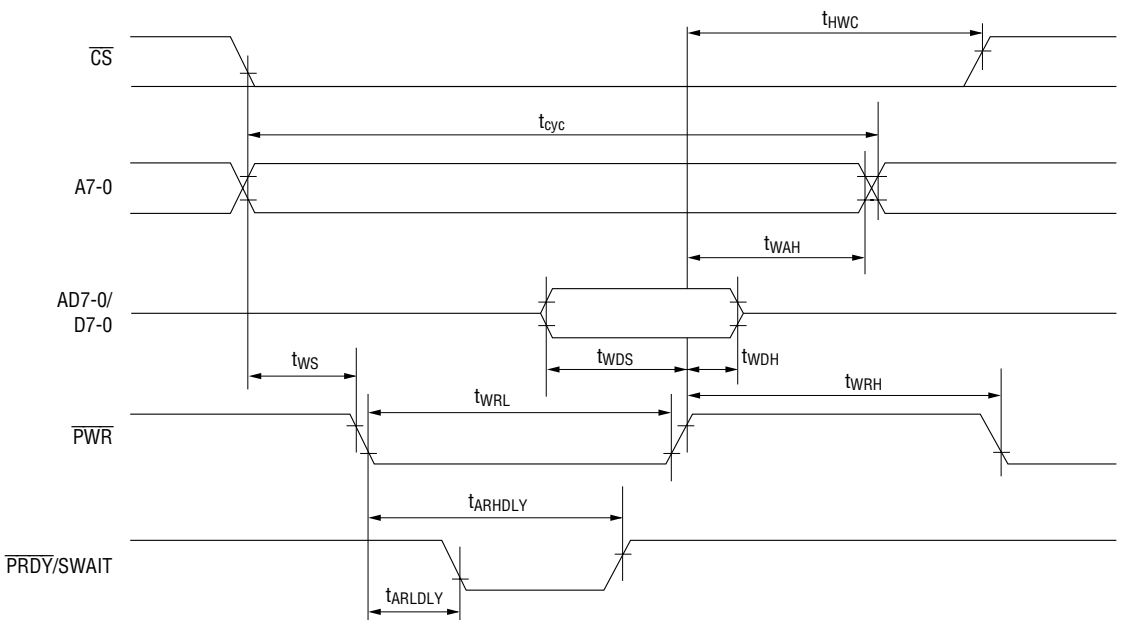 tHWC
CS
tcyc
A7-0
tWAH
AD7-0/
D7-0
tWS
tWDS
tWDH
tWRL
tWRH
PWR
tARHDLY
PRDY/SWAIT
tARLDLY